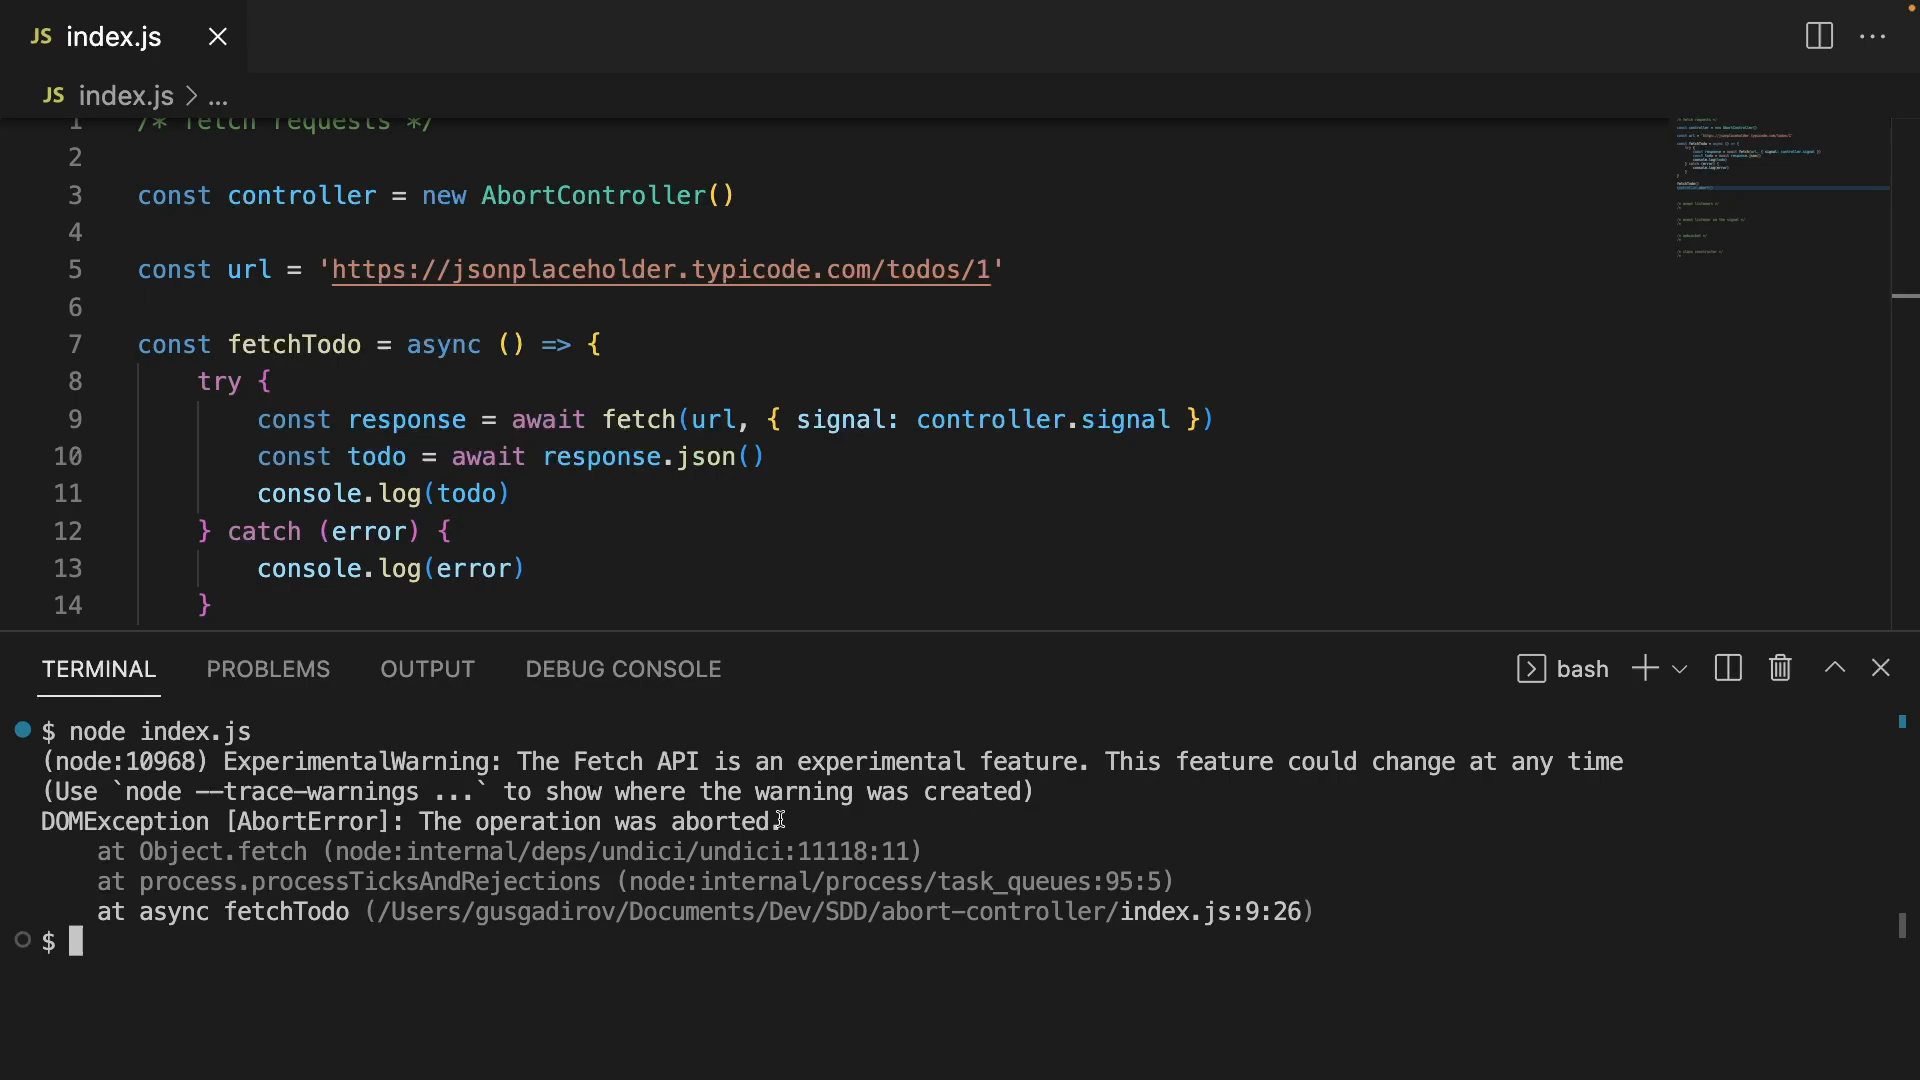 JS index.js
JS index.js > ...
1 /* fetch requests */
2
3 const controller = new AbortController()
4
5 const url = 'https://jsonplaceholder.typicode.com/todos/1'
6
7 const fetchTodo = async () => {
8 try {
9 const response = await fetch(url, { signal: controller.signal })
10 const todo = await response.json()
11 console.log(todo)
12 } catch (error) {
13 console.log(error)
14 }
TERMINAL PROBLEMS OUTPUT DEBUG CONSOLE bash
$ node index.js
(node:10968) ExperimentalWarning: The Fetch API is an experimental feature. This feature could change at any time
(Use `node --trace-warnings ...` to show where the warning was created)
DOMException [AbortError]: The operation was aborted.
at Object.fetch (node:internal/deps/undici/undici:11118:11)
at process.processTicksAndRejections (node:internal/process/task_queues:95:5)
at async fetchTodo (/Users/gusgadirov/Documents/Dev/SDD/abort-controller/index.js:9:26)
$